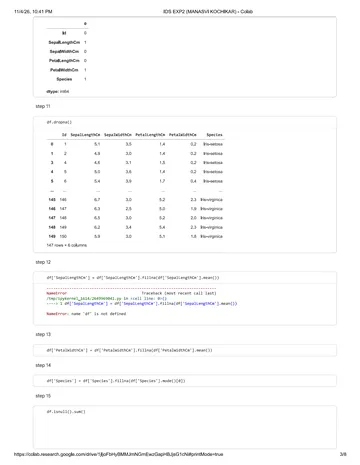 11/4/26, 10:41 PM IDS EXP2 (MANASVI KOCHIKAR) - Colab
0
Id 0
SepalLengthCm 1
SepalWidthCm 0
PetalLengthCm 0
PetalWidthCm 1
Species 1
dtype: int64
step 11
df.dropna()
Id SepalLengthCm SepalWidthCm PetalLengthCm PetalWidthCm Species
0 1 5.1 3.5 1.4 0.2 Iris-setosa
1 2 4.9 3.0 1.4 0.2 Iris-setosa
3 4 4.6 3.1 1.5 0.2 Iris-setosa
4 5 5.0 3.6 1.4 0.2 Iris-setosa
5 6 5.4 3.9 1.7 0.4 Iris-setosa
... ... ... ... ... ... ...
145 146 6.7 3.0 5.2 2.3 Iris-virginica
146 147 6.3 2.5 5.0 1.9 Iris-virginica
147 148 6.5 3.0 5.2 2.0 Iris-virginica
148 149 6.2 3.4 5.4 2.3 Iris-virginica
149 150 5.9 3.0 5.1 1.8 Iris-virginica
147 rows × 6 columns
step 12
df['SepalLengthCm'] = df['SepalLengthCm'].fillna(df['SepalLengthCm'].mean())
NameError Traceback (most recent call last)
in <cell line: 0>()
----> 1 df['SepalLengthCm'] = df['SepalLengthCm'].fillna(df['SepalLengthCm'].mean())
NameError: name 'df' is not defined
step 13
df['PetalWidthCm'] = df['PetalWidthCm'].fillna(df['PetalWidthCm'].mean())
step 14
df['Species'] = df['Species'].fillna(df['Species'].mode()[0])
step 15
df.isnull().sum()
3/8